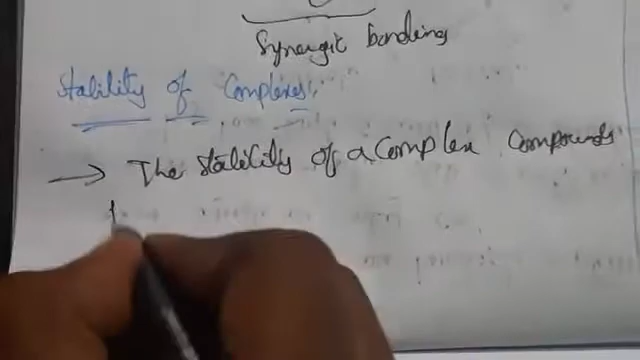 Synergic bonding
Stability of Complexes:
→ The stability of a complex compounds